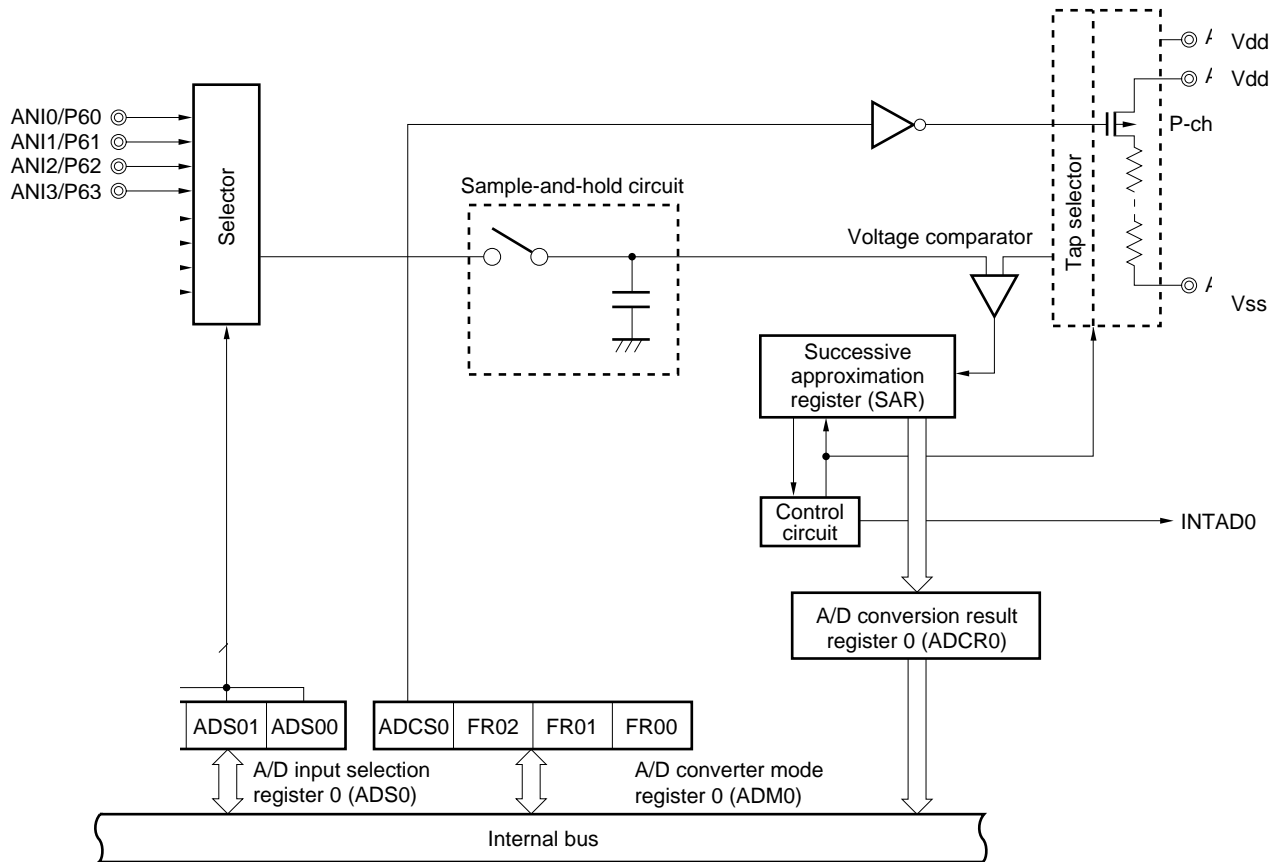 Vdd
Vdd
P-ch
Vss
ANI0/P60
ANI1/P61
ANI2/P62
ANI3/P63
Selector
Sample-and-hold circuit
Voltage comparator
Tap selector
Successive
approximation
register (SAR)
Control
circuit
INTAD0
A/D conversion result
register 0 (ADCR0)
ADS01
ADS00
ADCS0
FR02
FR01
FR00
A/D input selection
register 0 (ADS0)
A/D converter mode
register 0 (ADM0)
Internal bus